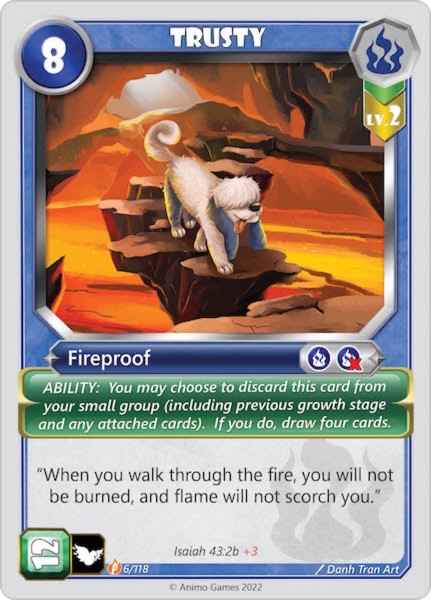 8
TRUSTY
LV.2
Fireproof
ABILITY: You may choose to discard this card from
your small group (including previous growth stage
and any attached cards). If you do, draw four cards.
“When you walk through the fire, you will not
be burned, and flame will not scorch you.”
Isaiah 43:2b +3
12
6/118
Danh Tran Art
© Animo Games 2022